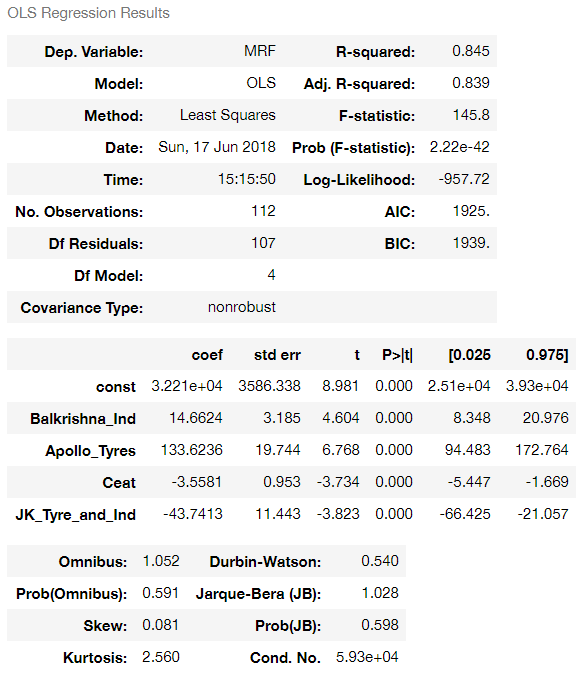 OLS Regression Results
Dep. Variable: MRF R-squared: 0.845
Model: OLS Adj. R-squared: 0.839
Method: Least Squares F-statistic: 145.8
Date: Sun, 17 Jun 2018 Prob (F-statistic): 2.22e-42
Time: 15:15:50 Log-Likelihood: -957.72
No. Observations: 112 AIC: 1925.
Df Residuals: 107 BIC: 1939.
Df Model: 4
Covariance Type: nonrobust
coef std err t P>|t| [0.025 0.975]
const 3.221e+04 3586.338 8.981 0.000 2.51e+04 3.93e+04
Balkrishna_Ind 14.6624 3.185 4.604 0.000 8.348 20.976
Apollo_Tyres 133.6236 19.744 6.768 0.000 94.483 172.764
Ceat -3.5581 0.953 -3.734 0.000 -5.447 -1.669
JK_Tyre_and_Ind -43.7413 11.443 -3.823 0.000 -66.425 -21.057
Omnibus: 1.052 Durbin-Watson: 0.540
Prob(Omnibus): 0.591 Jarque-Bera (JB): 1.028
Skew: 0.081 Prob(JB): 0.598
Kurtosis: 2.560 Cond. No. 5.93e+04